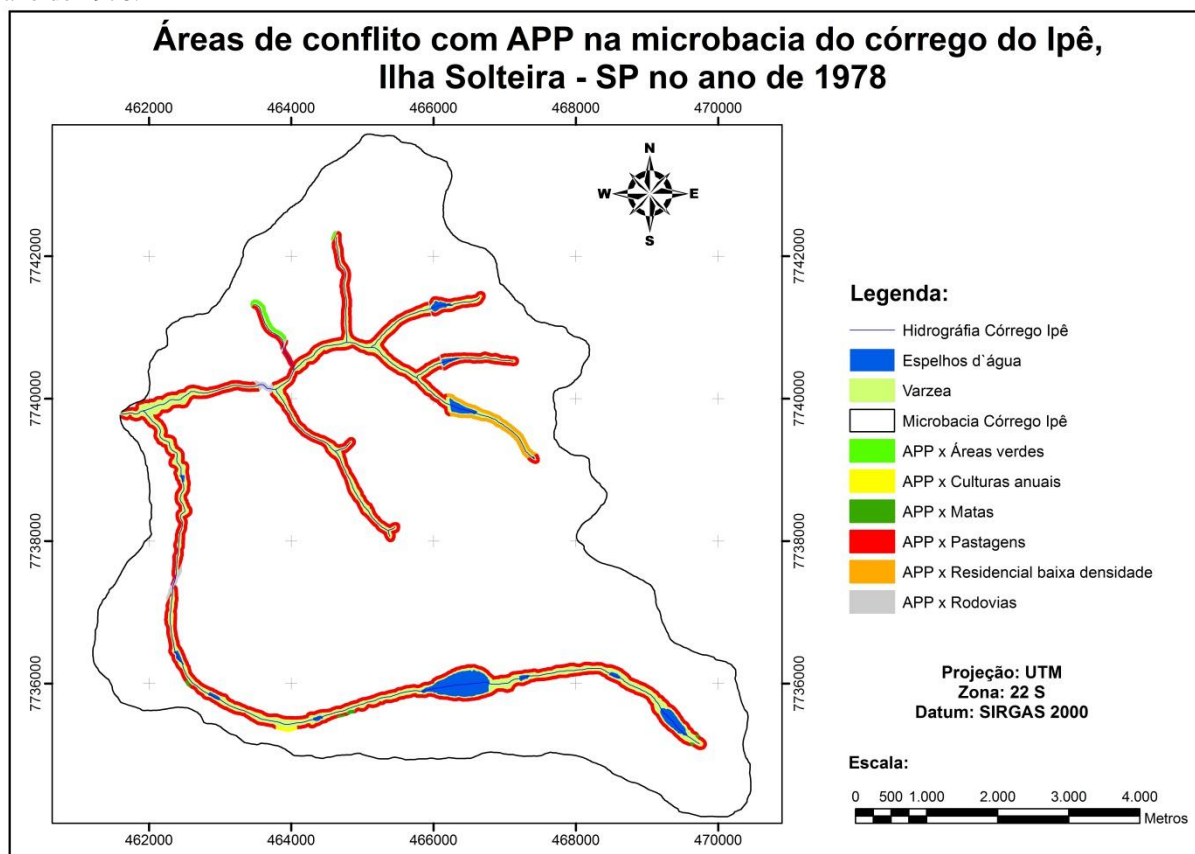 Áreas de conflito com APP na microbacia do córrego do Ipê,
Ilha Solteira - SP no ano de 1978
462000 464000 466000 468000 470000
N
W E
S
7742000 7742000
7740000 7740000
7738000 7738000
7736000 7736000
462000 464000 466000 468000 470000
Legenda:
Hidrográfia Córrego Ipê
Espelhos d`água
Varzea
Microbacia Córrego Ipê
APP x Áreas verdes
APP x Culturas anuais
APP x Matas
APP x Pastagens
APP x Residencial baixa densidade
APP x Rodovias
Projeção: UTM
Zona: 22 S
Datum: SIRGAS 2000
Escala:
0 500 1.000 2.000 3.000 4.000
Metros